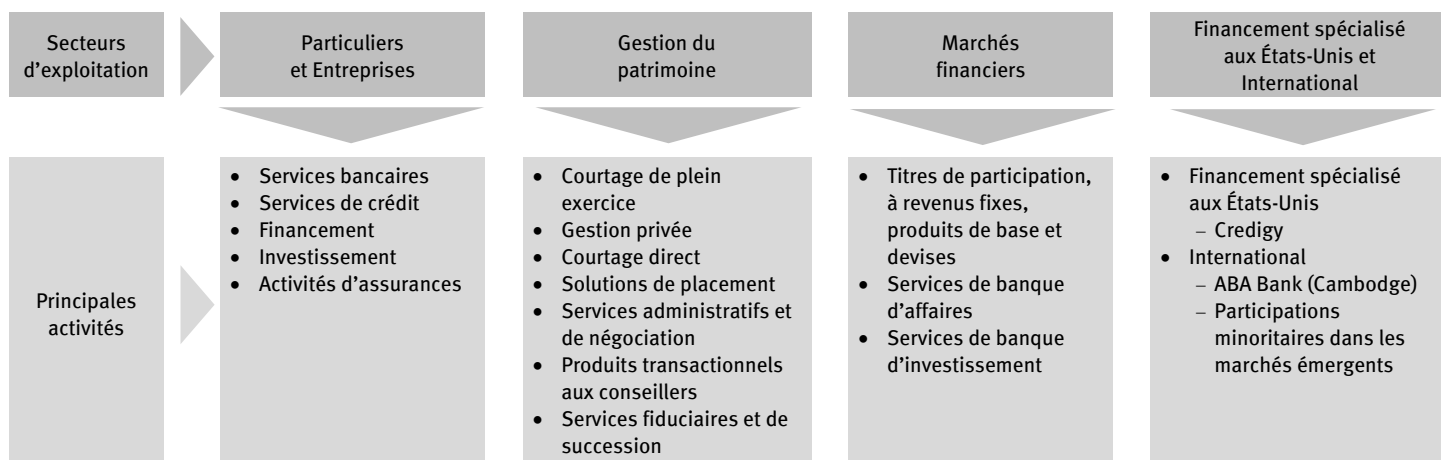 Secteurs
d’exploitation
Particuliers
et Entreprises
Gestion du
patrimoine
Marchés
financiers
Financement spécialisé
aux États-Unis et
International
Principales
activités
• Services bancaires
• Services de crédit
• Financement
• Investissement
• Activités d’assurances
• Courtage de plein
exercice
• Gestion privée
• Courtage direct
• Solutions de placement
• Services administratifs et
de négociation
• Produits transactionnels
aux conseillers
• Services fiduciaires et de
succession
• Titres de participation,
à revenus fixes,
produits de base et
devises
• Services de banque
d’affaires
• Services de banque
d’investissement
• Financement spécialisé
aux États-Unis
– Credigy
• International
– ABA Bank (Cambodge)
– Participations
minoritaires dans les
marchés émergents